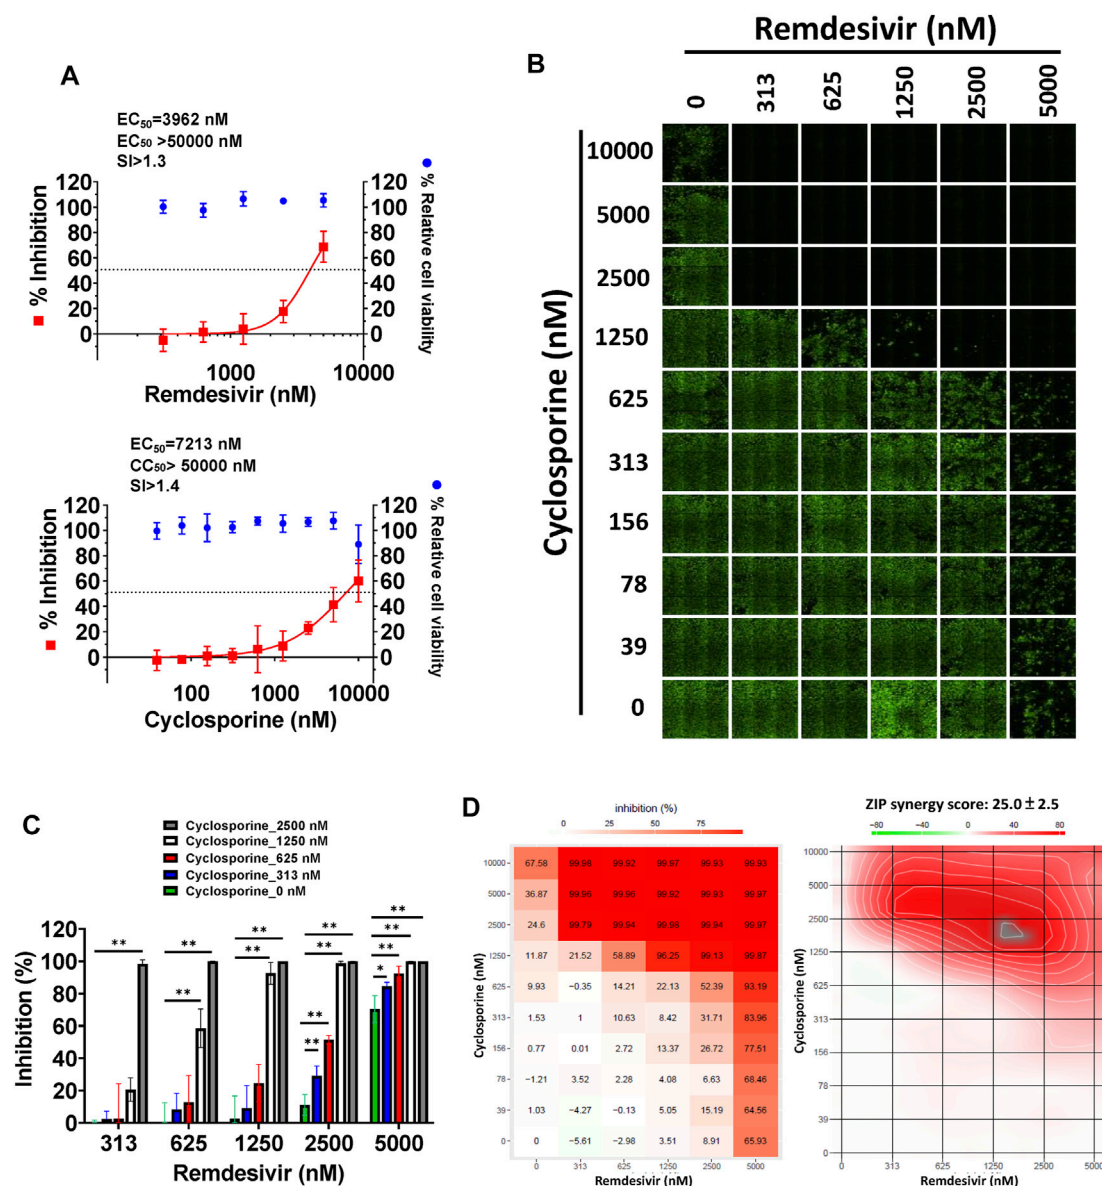 A
EC50=3962 nM
EC50 >50000 nM
SI>1.3
120
100
80
60
40
20
0
% Inhibition
120
100
80
60
40
20
0
% Relative cell viability
1000
10000
Remdesivir (nM)
EC50=7213 nM
CC50> 50000 nM
SI>1.4
120
100
80
60
40
20
0
% Inhibition
120
100
80
60
40
20
0
% Relative cell viability
100
1000
10000
Cyclosporine (nM)
B
Remdesivir (nM)
0 313 625 1250 2500 5000
Cyclosporine (nM)
10000
5000
2500
1250
625
313
156
78
39
0
C
Cyclosporine_2500 nM
Cyclosporine_1250 nM
Cyclosporine_625 nM
Cyclosporine_313 nM
Cyclosporine_0 nM
Inhibition (%)
120
100
80
60
40
20
0
** ** ** ** **
** ** ** **
** **
** *
313 625 1250 2500 5000
Remdesivir (nM)
D
inhibition (%)
0 25 50 75
Cyclosporine (nM)
10000 67.58 99.98 99.92 99.97 99.93 99.93
5000 36.87 99.96 99.96 99.92 99.93 99.97
2500 24.6 99.79 99.94 99.98 99.94 99.97
1250 11.87 21.52 58.89 96.25 99.13 99.87
625 9.93 −0.35 14.21 22.13 52.39 93.19
313 1.53 1 10.63 8.42 31.71 83.96
156 0.77 0.01 2.72 13.37 26.72 77.51
78 −1.21 3.52 2.28 4.08 6.63 68.46
39 1.03 −4.27 −0.13 5.05 15.19 64.56
0 0 −5.61 −2.98 3.51 8.91 65.93
0 313 625 1250 2500 5000
Remdesivir (nM)
ZIP synergy score: 25.0 ± 2.5
−80 −40 0 40 80
Cyclosporine (nM)
10000
5000
2500
1250
625
313
156
78
39
0
0 313 625 1250 2500 5000
Remdesivir (nM)